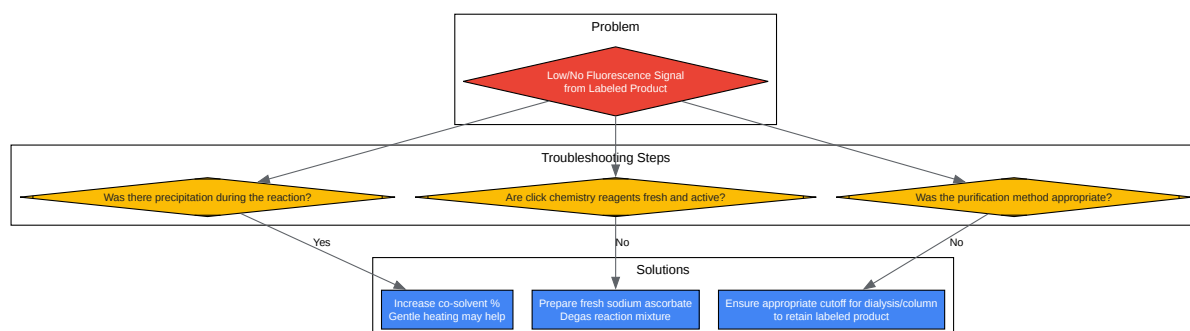 Problem
Low/No Fluorescence Signal
from Labeled Product
Troubleshooting Steps
Was there precipitation during the reaction?
Are click chemistry reagents fresh and active?
Was the purification method appropriate?
Yes
No
No
Solutions
Increase co-solvent %
Gentle heating may help
Prepare fresh sodium ascorbate
Degas reaction mixture
Ensure appropriate cutoff for dialysis/column
to retain labeled product